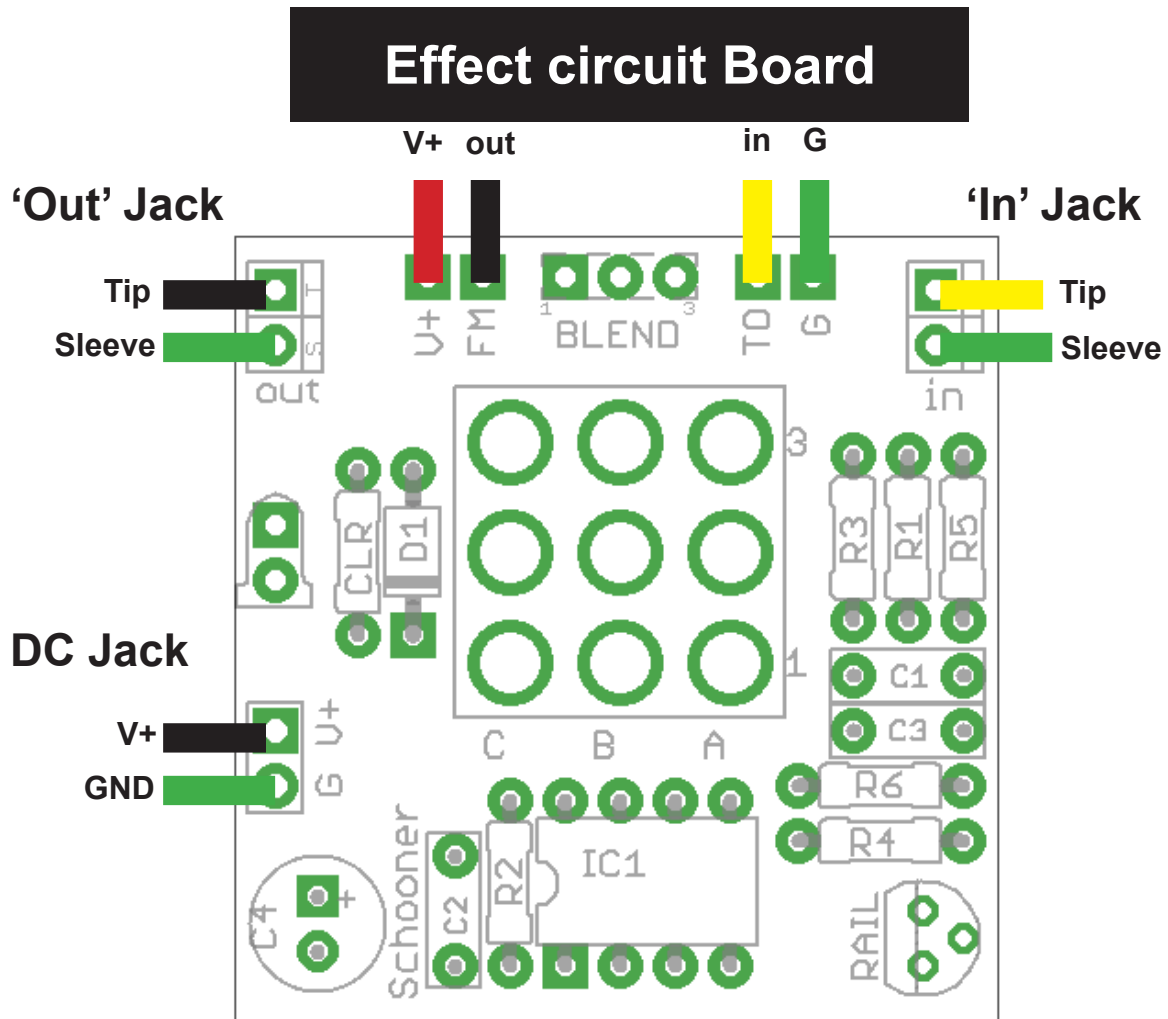 Effect circuit Board
V+ out in G
‘Out’ Jack
‘In’ Jack
Tip
Sleeve
Tip
Sleeve
T
S
out
V+
FM
1
3
BLEND
TO
G
in
3
1
CLR
D1
R3
R1
R5
C1
C3
DC Jack
V+
GND
V+
G
C B A
R6
R4
C4
+
Schooner
C2
R2
IC1
RAIL